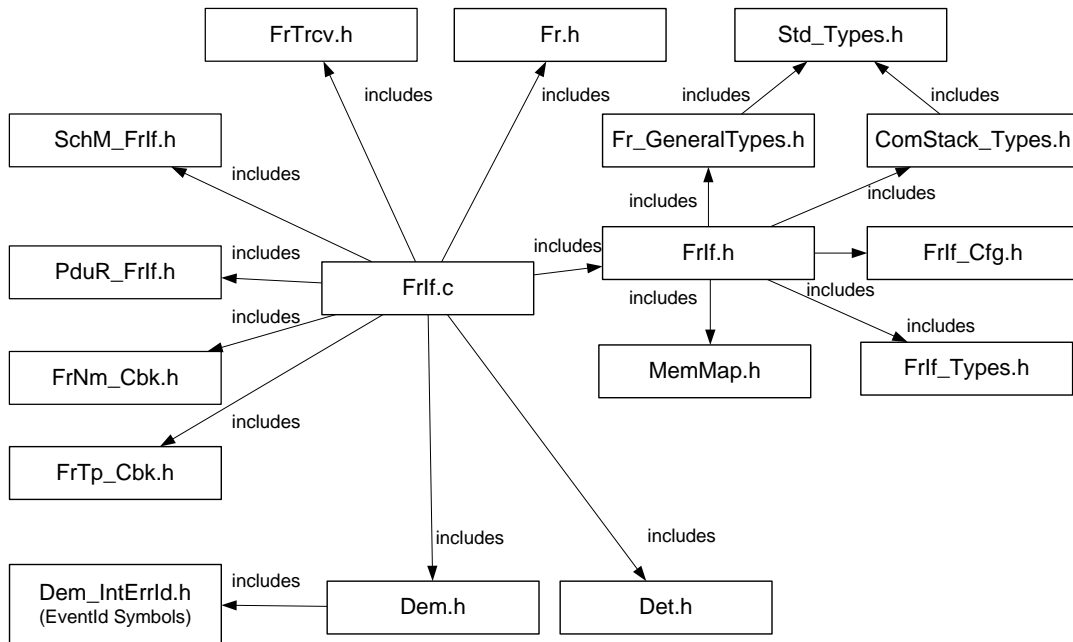 FrTrcv.h
Fr.h
Std_Types.h
includes
includes
includes
includes
SchM_FrIf.h
Fr_GeneralTypes.h
ComStack_Types.h
includes
includes
includes
PduR_FrIf.h
includes
includes
FrIf.h
FrIf_Cfg.h
FrIf.c
includes
includes
includes
includes
FrNm_Cbk.h
MemMap.h
FrIf_Types.h
includes
FrTp_Cbk.h
includes
includes
Dem_IntErrId.h
(EventId Symbols)
includes
Dem.h
Det.h